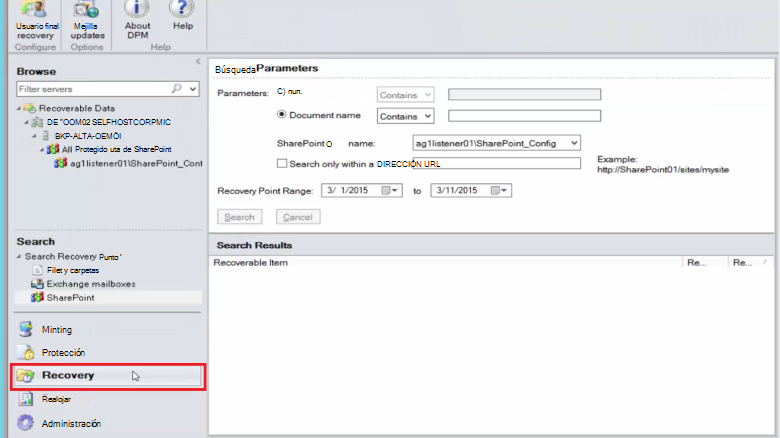 Usuario final
recovery
Mejilla
updates
About
DPM
Help
Configure
Options
Help
Browse
Filter servers
Recoverable Data
DE "OOM02 SELFHOSTCORPMIC
BKP-ALTA-OEMÓI
All Protegido uta de SharePoint
ag1listener01\SharePoint_Conf
Search
Search Recovery Punto'
Filet y carpetas
Exchange mailboxes
SharePoint
Minting
Protección
Recovery
Realojar
Administración
Búsqueda Parameters
Parameters:
C) nun.
Contains
Document name
Contains
SharePoint O name:
ag1listener01\SharePoint_Config
Search only within a DIRECCIÓN URL
Example:
http://SharePoint01/sites/mysite
Recovery Point Range:
3/ 1/2015
to
3/11/2015
Search
Cancel
Search Results
Recoverable Item
Re...
Re...